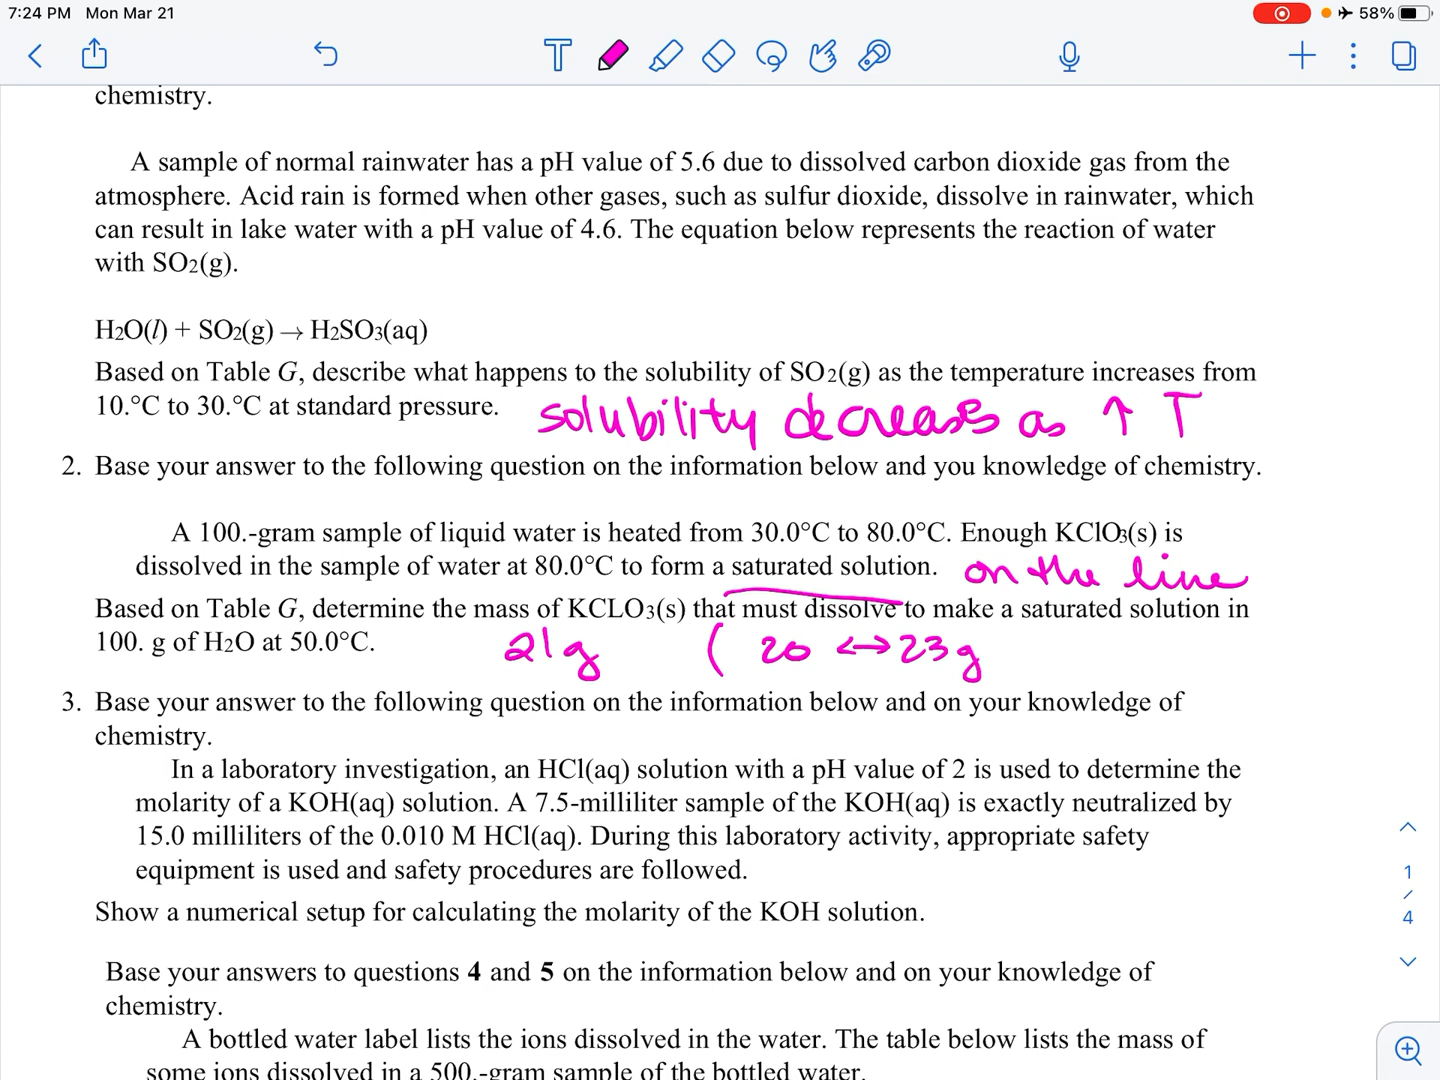 7:24 PM Mon Mar 21
58%
T
chemistry.
A sample of normal rainwater has a pH value of 5.6 due to dissolved carbon dioxide gas from the
atmosphere. Acid rain is formed when other gases, such as sulfur dioxide, dissolve in rainwater, which
can result in lake water with a pH value of 4.6. The equation below represents the reaction of water
with SO2(g).
H2O(l) + SO2(g) → H2SO3(aq)
Based on Table G, describe what happens to the solubility of SO2(g) as the temperature increases from
10.°C to 30.°C at standard pressure. solubility decreases as ↑ T
2. Base your answer to the following question on the information below and you knowledge of chemistry.
A 100.-gram sample of liquid water is heated from 30.0°C to 80.0°C. Enough KClO3(s) is
dissolved in the sample of water at 80.0°C to form a saturated solution. on the line
Based on Table G, determine the mass of KCLO3(s) that must dissolve to make a saturated solution in
100. g of H2O at 50.0°C. 21g ( 20 ↔ 23g
3. Base your answer to the following question on the information below and on your knowledge of
chemistry.
In a laboratory investigation, an HCl(aq) solution with a pH value of 2 is used to determine the
molarity of a KOH(aq) solution. A 7.5-milliliter sample of the KOH(aq) is exactly neutralized by
15.0 milliliters of the 0.010 M HCl(aq). During this laboratory activity, appropriate safety
equipment is used and safety procedures are followed.
Show a numerical setup for calculating the molarity of the KOH solution.
Base your answers to questions 4 and 5 on the information below and on your knowledge of
chemistry.
A bottled water label lists the ions dissolved in the water. The table below lists the mass of
some ions dissolved in a 500.-gram sample of the bottled water.
1
/
4